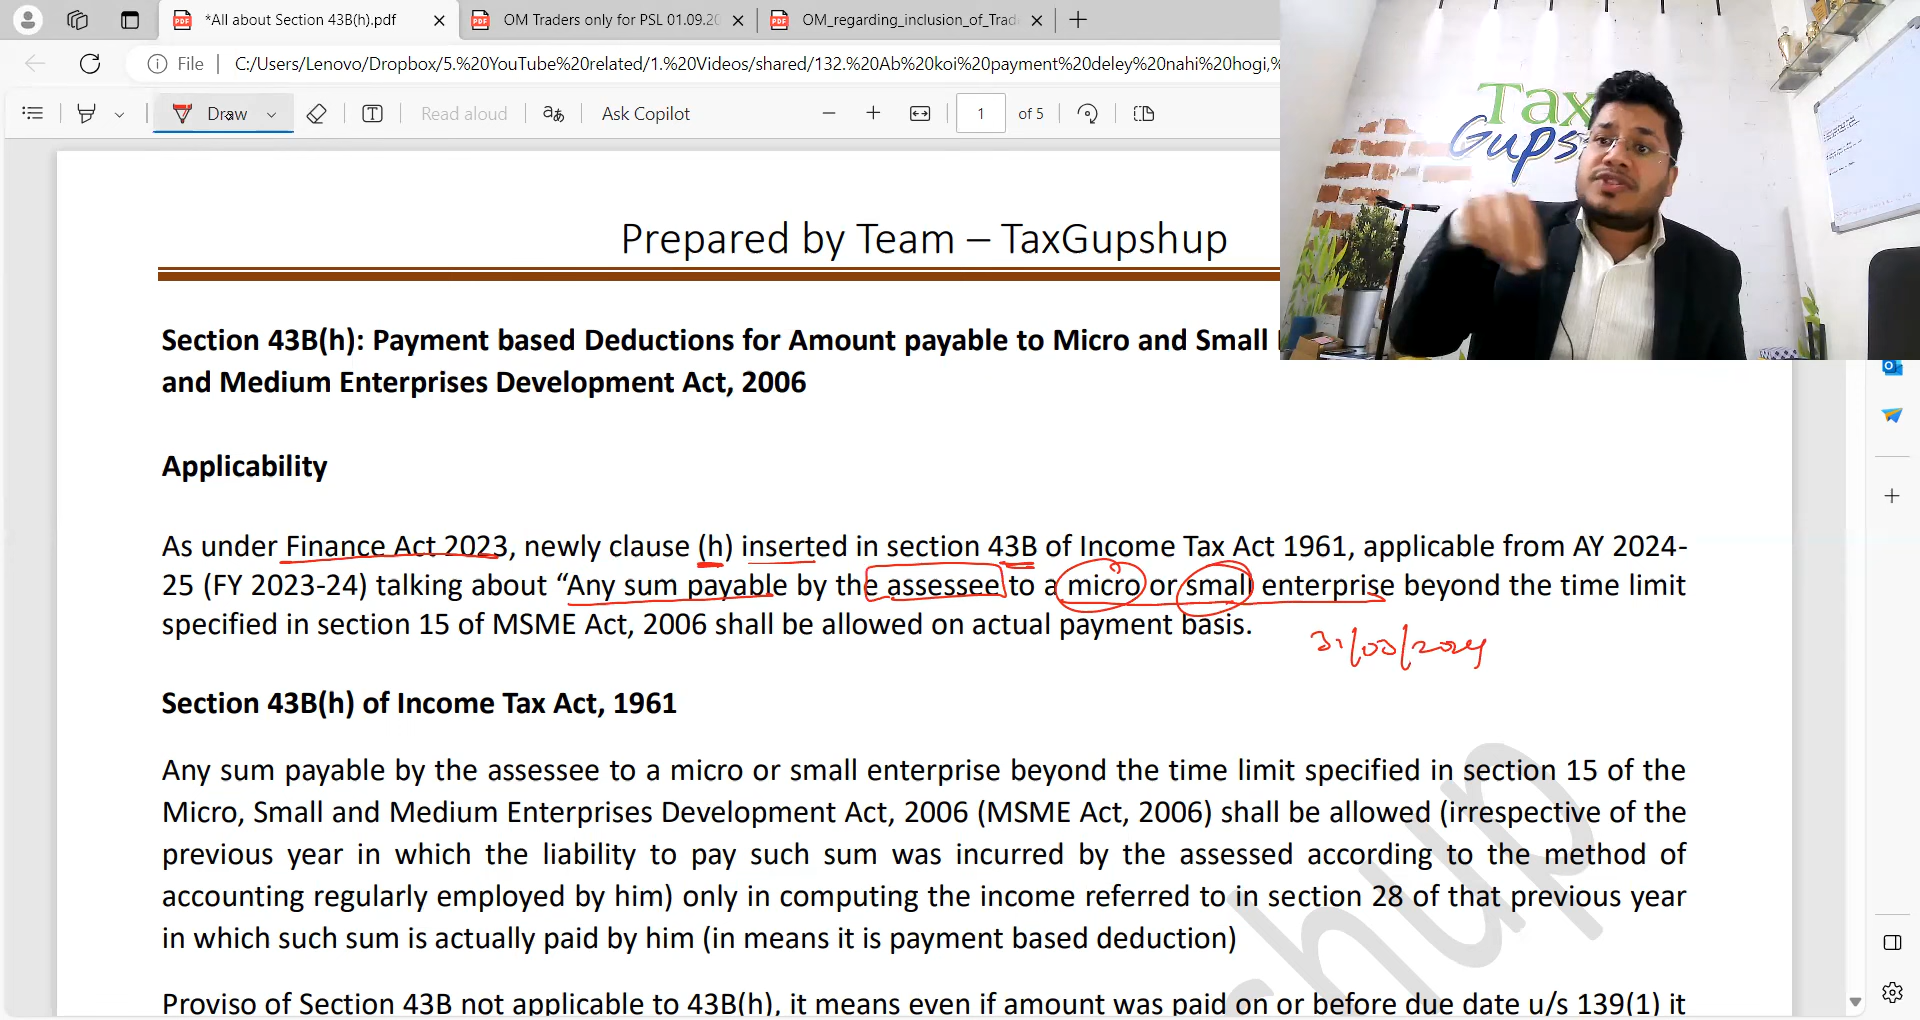 *All about Section 43B(h).pdf
OM Traders only for PSL 01.09.20
OM_regarding_inclusion_of_Trad
File
C:/Users/Lenovo/Dropbox/5.%20YouTube%20related/1.%20Videos/shared/132.%20Ab%20koi%20payment%20deley%20nahi%20hogi,%
Draw
Read aloud
Ask Copilot
1
of 5
Tax
Gups
Prepared by Team – TaxGupshup
Section 43B(h): Payment based Deductions for Amount payable to Micro and Small
and Medium Enterprises Development Act, 2006
Applicability
As under Finance Act 2023, newly clause (h) inserted in section 43B of Income Tax Act 1961, applicable from AY 2024-
25 (FY 2023-24) talking about “Any sum payable by the assessee to a micro or small enterprise beyond the time limit
specified in section 15 of MSME Act, 2006 shall be allowed on actual payment basis.
31/03/2024
Section 43B(h) of Income Tax Act, 1961
Any sum payable by the assessee to a micro or small enterprise beyond the time limit specified in section 15 of the
Micro, Small and Medium Enterprises Development Act, 2006 (MSME Act, 2006) shall be allowed (irrespective of the
previous year in which the liability to pay such sum was incurred by the assessed according to the method of
accounting regularly employed by him) only in computing the income referred to in section 28 of that previous year
in which such sum is actually paid by him (in means it is payment based deduction)
Proviso of Section 43B not applicable to 43B(h), it means even if amount was paid on or before due date u/s 139(1) it
hup